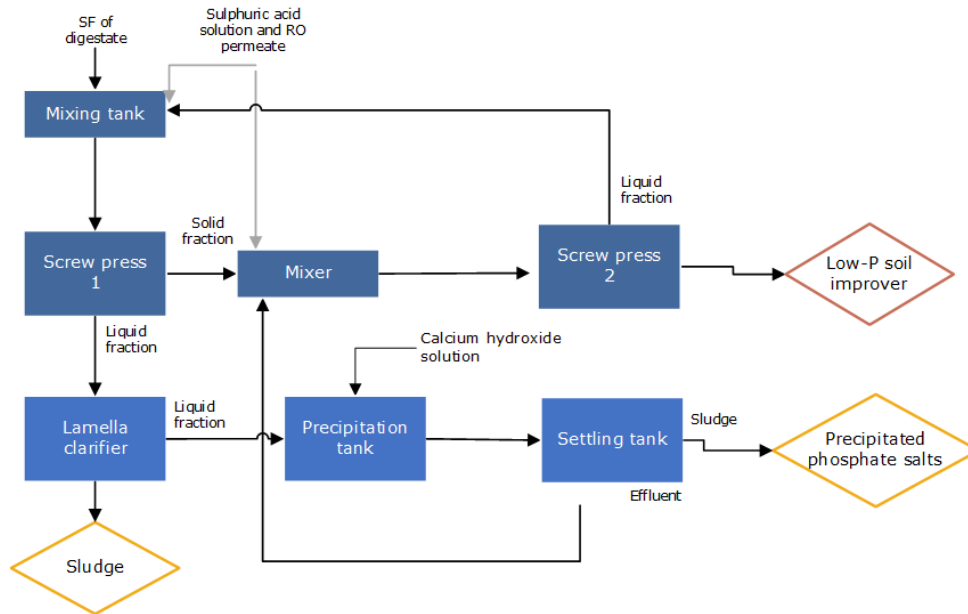 SF of
digestate
Sulphuric acid
solution and RO
permeate
Mixing tank
Liquid
fraction
Solid
fraction
Screw press
1
Mixer
Screw press
2
Low-P soil
improver
Liquid
fraction
Calcium hydroxide
solution
Lamella
clarifier
Liquid
fraction
Precipitation
tank
Settling tank
Sludge
Precipitated
phosphate salts
Effluent
Sludge